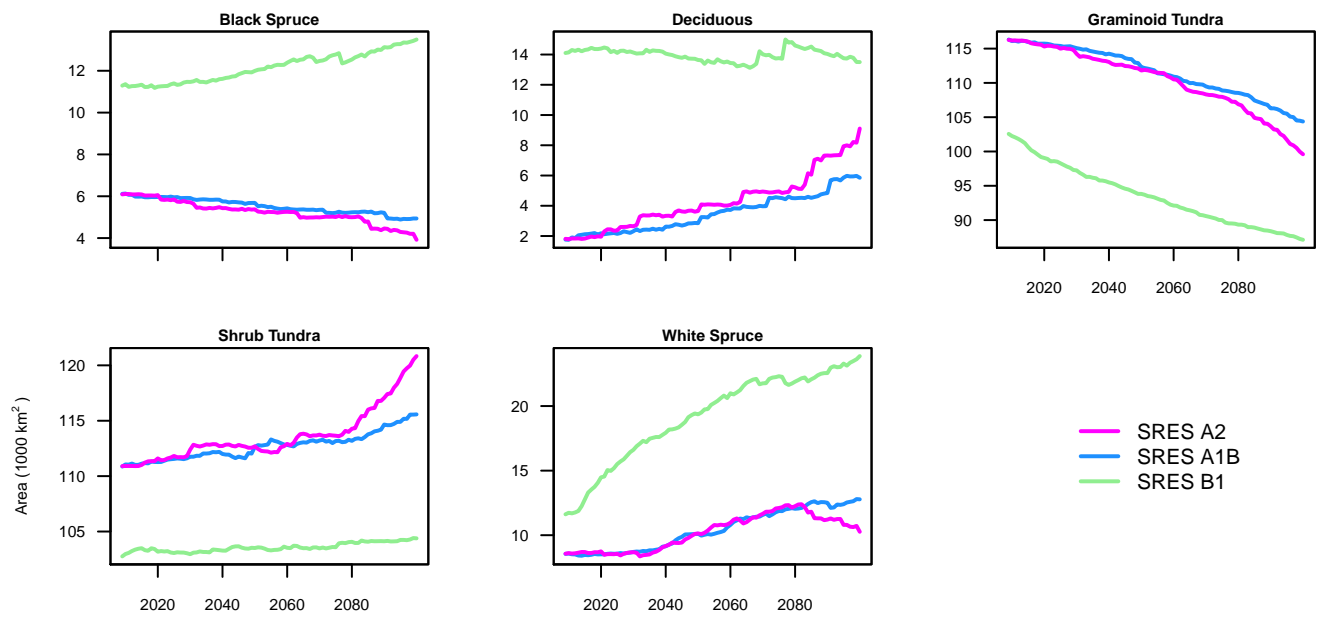 Black Spruce
4 6 8 10 12
Deciduous
2 4 6 8 10 12 14
Graminoid Tundra
90 95 100 105 110 115
2020 2040 2060 2080
Shrub Tundra
105 110 115 120
2020 2040 2060 2080
Area (1000 km²)
White Spruce
10 15 20
2020 2040 2060 2080
SRES A2
SRES A1B
SRES B1